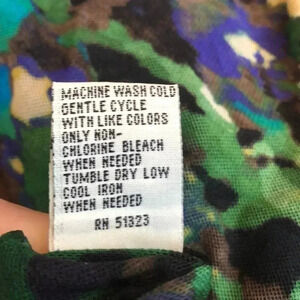 MACHINE WASH COLD
GENTLE CYCLE
WITH LIKE COLORS
ONLY NON-
CHLORINE BLEACH
WHEN NEEDED
TUMBLE DRY LOW
COOL IRON
WHEN NEEDED
RN 51323